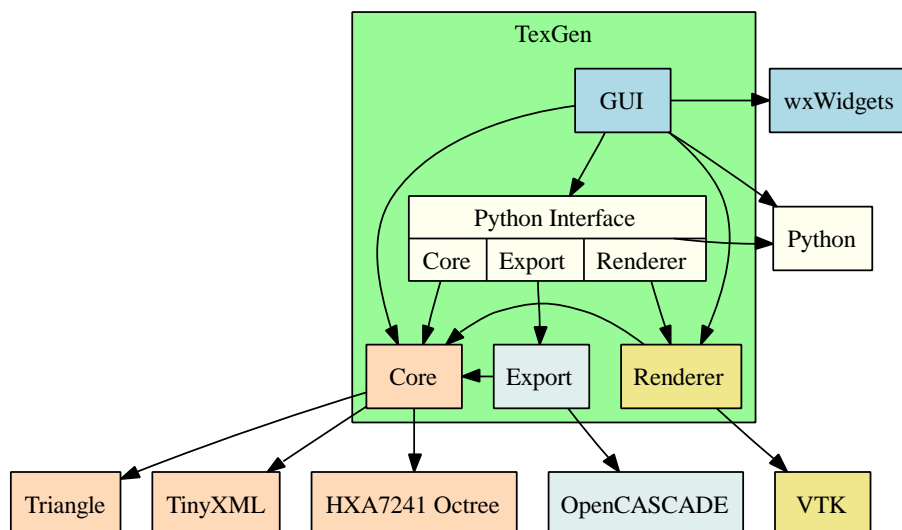 TexGen
GUI
wxWidgets
Python Interface
Core
Export
Renderer
Python
Core
Export
Renderer
Triangle
TinyXML
HXA7241 Octree
OpenCASCADE
VTK